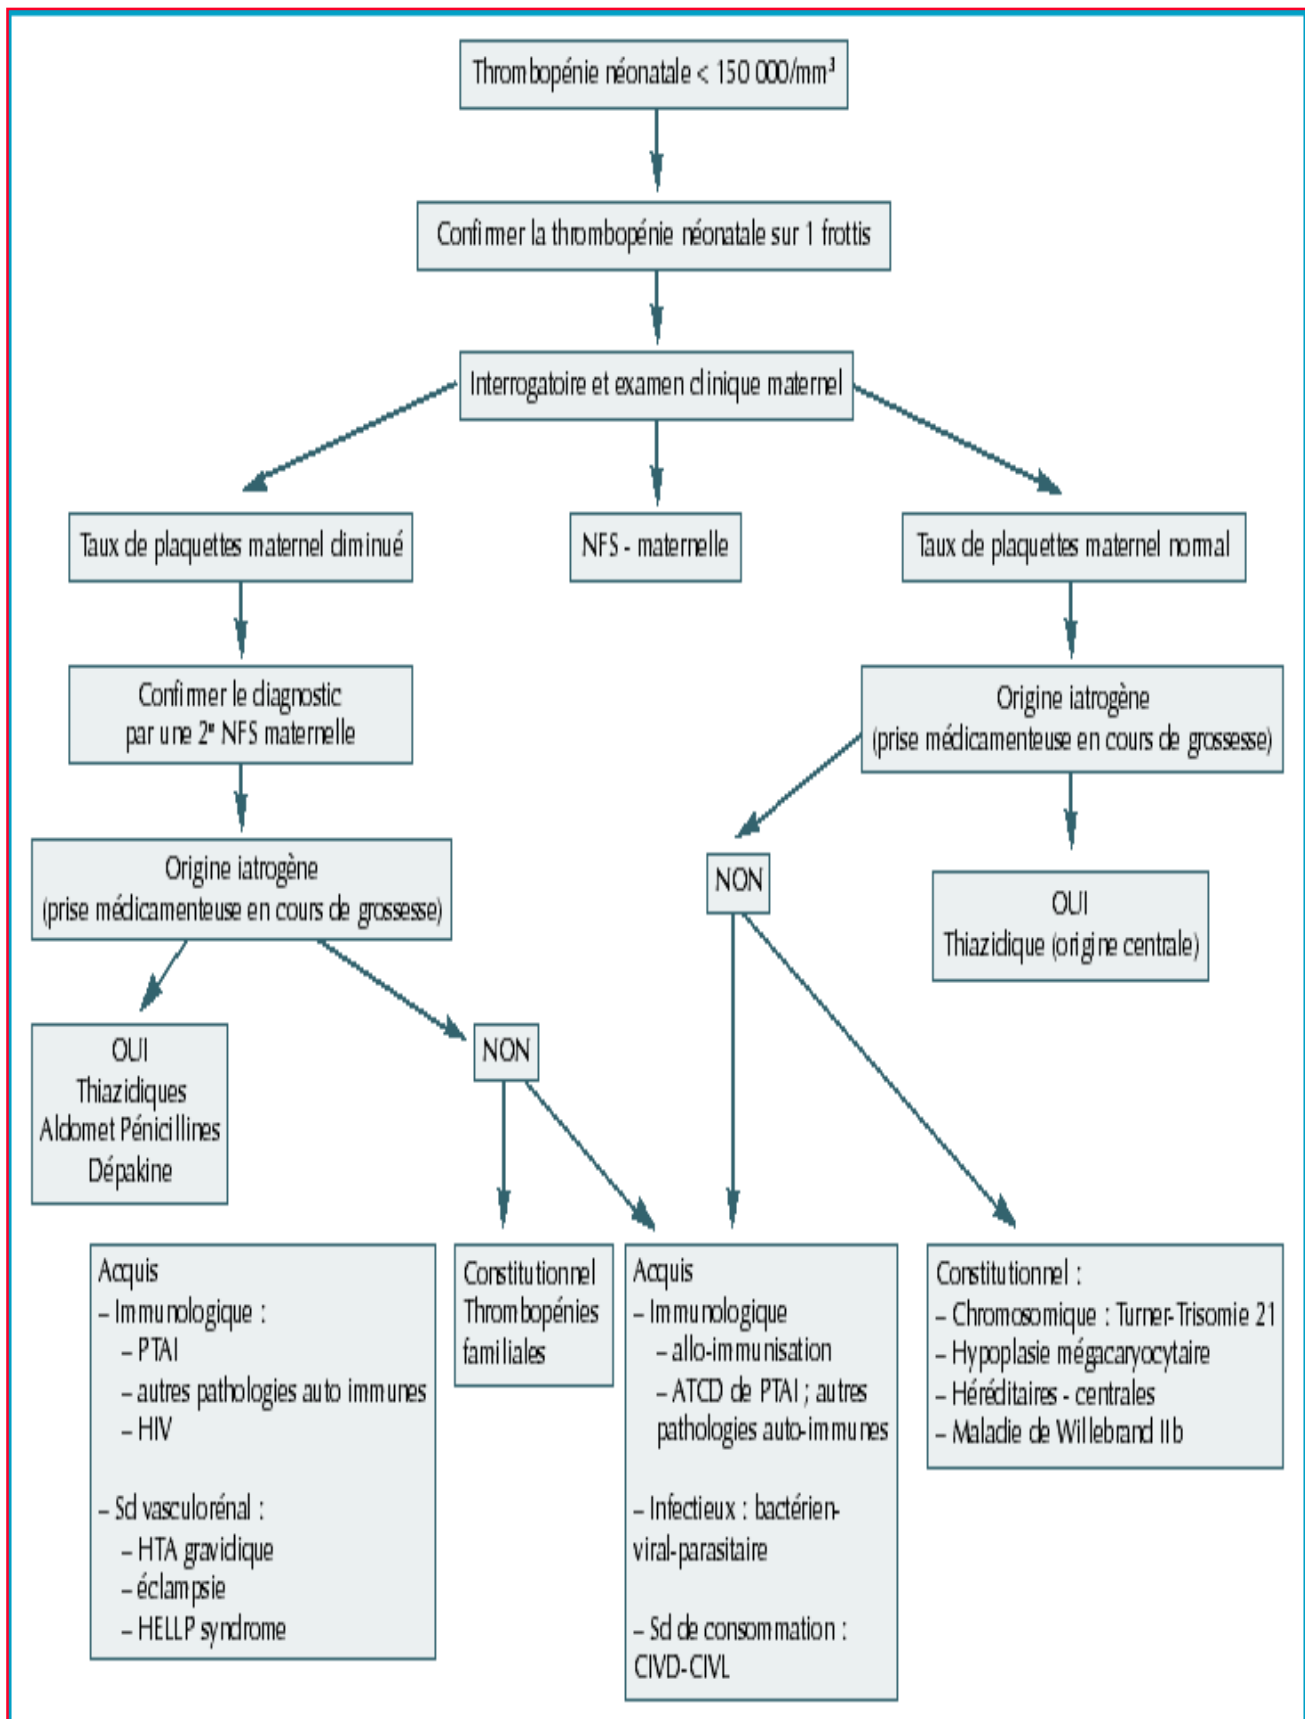 Thrombopénie néonatale < 150 000/mm³
Confirmer la thrombopénie néonatale sur 1 frottis
Interrogatoire et examen clinique maternel
Taux de plaquettes maternel diminué
NFS - maternelle
Taux de plaquettes maternel normal
Confirmer le diagnostic
par une 2ᵉ NFS maternelle
Origine iatrogène
(prise médicamenteuse en cours de grossesse)
Origine iatrogène
(prise médicamenteuse en cours de grossesse)
NON
OUI
Thiazidique (origine centrale)
OUI
Thiazidiques
Aldomet Pénicillines
Dépakine
NON
Acquis
– Immunologique :
– PTAI
– autres pathologies auto immunes
– HIV
– Sd vasculorénal :
– HTA gravidique
– éclampsie
– HELLP syndrome
Constitutionnel
Thrombopénies
familiales
Acquis
– Immunologique
– allo-immunisation
– ATCD de PTAI ; autres
pathologies auto-immunes
– Infectieux : bactérien-
viral-parasitaire
– Sd de consommation :
CIVD-CIVL
Constitutionnel :
– Chromosomique : Turner-Trisomie 21
– Hypoplasie mégacaryocytaire
– Héréditaires - centrales
– Maladie de Willebrand IIb